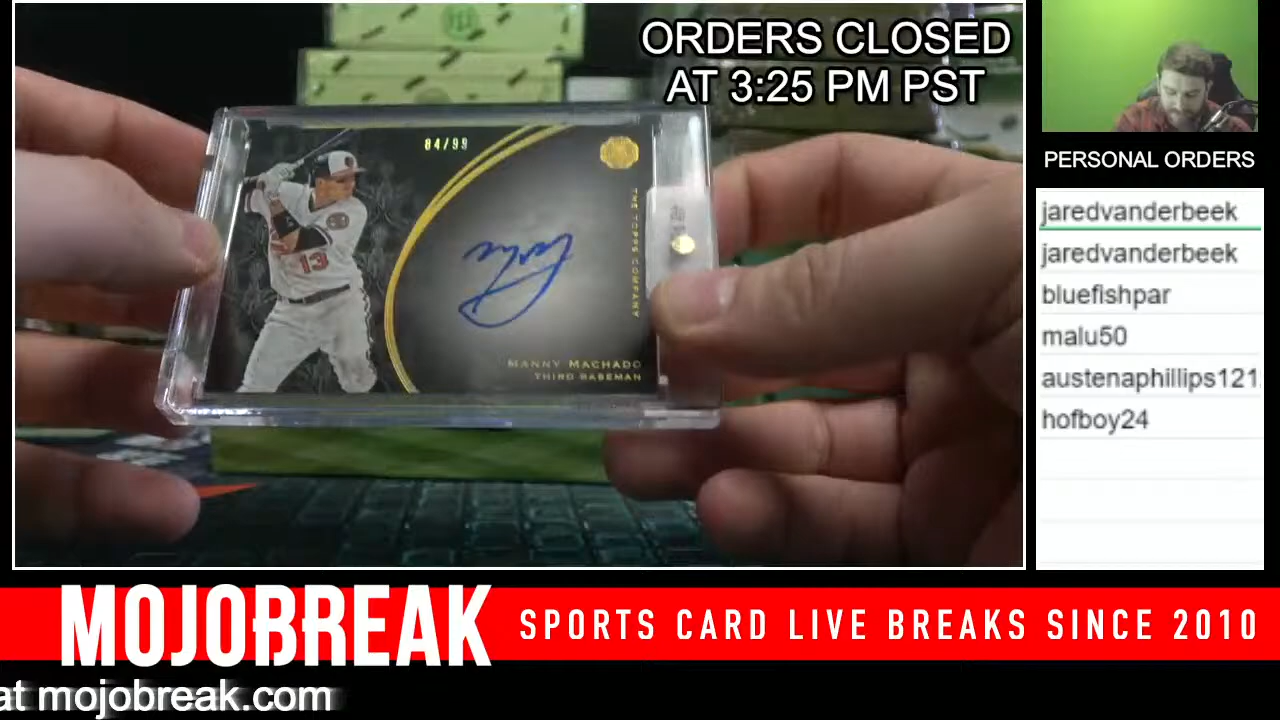 ORDERS CLOSED
AT 3:25 PM PST
84/99
THE TOPPS COMPANY
13
MANNY MACHADO
THIRD BASEMAN
PERSONAL ORDERS
jaredvanderbeek
jaredvanderbeek
bluefishpar
malu50
austenaphillips121
hofboy24
MOJOBREAK
SPORTS CARD LIVE BREAKS SINCE 2010
at mojobreak.com